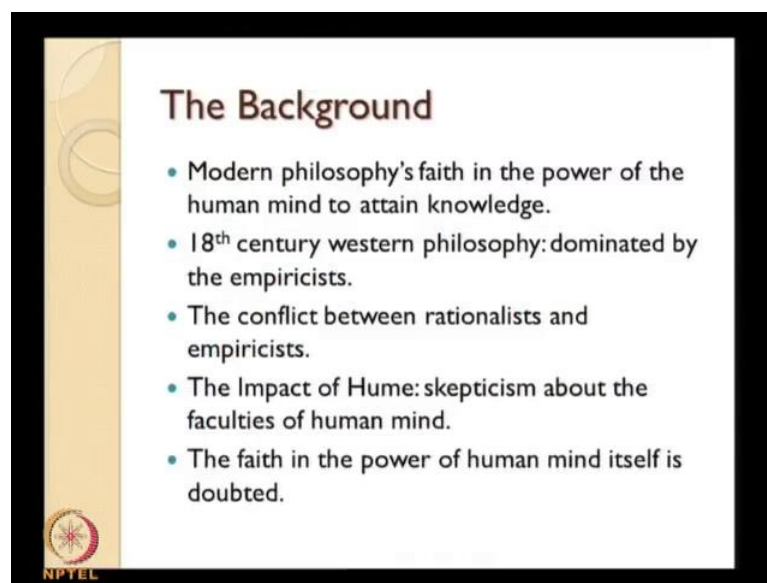 The Background
• Modern philosophy's faith in the power of the
human mind to attain knowledge.
• 18th century western philosophy: dominated by
the empiricists.
• The conflict between rationalists and
empiricists.
• The Impact of Hume: skepticism about the
faculties of human mind.
• The faith in the power of human mind itself is
doubted.
NPTEL